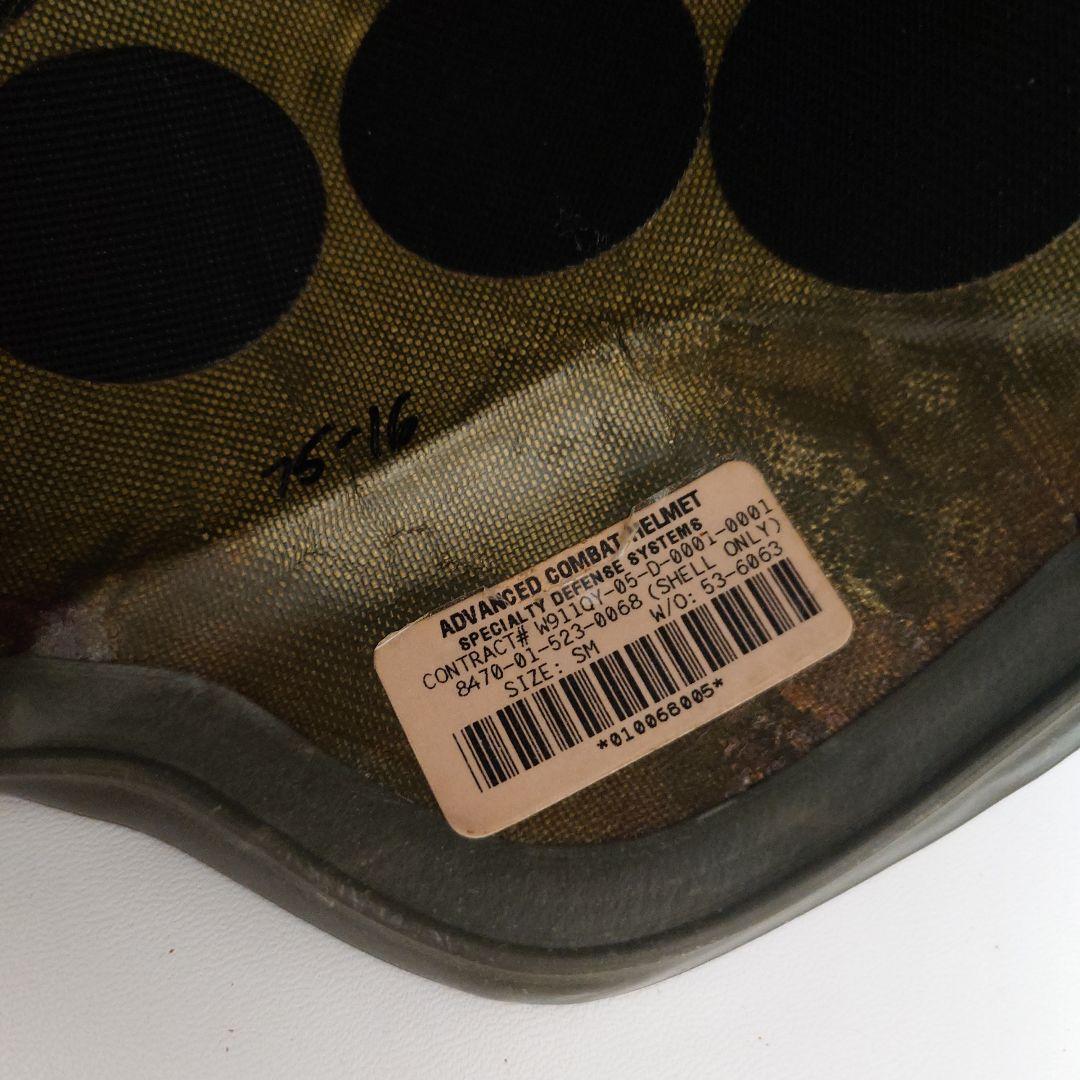 75-16
ADVANCED COMBAT HELMET
SPECIALTY DEFENSE SYSTEMS
CONTRACT# W911QY-05-D-0001-0001
8470-01-523-0068 (SHELL ONLY)
SIZE: SM W/O: 53-6063
*010068005*